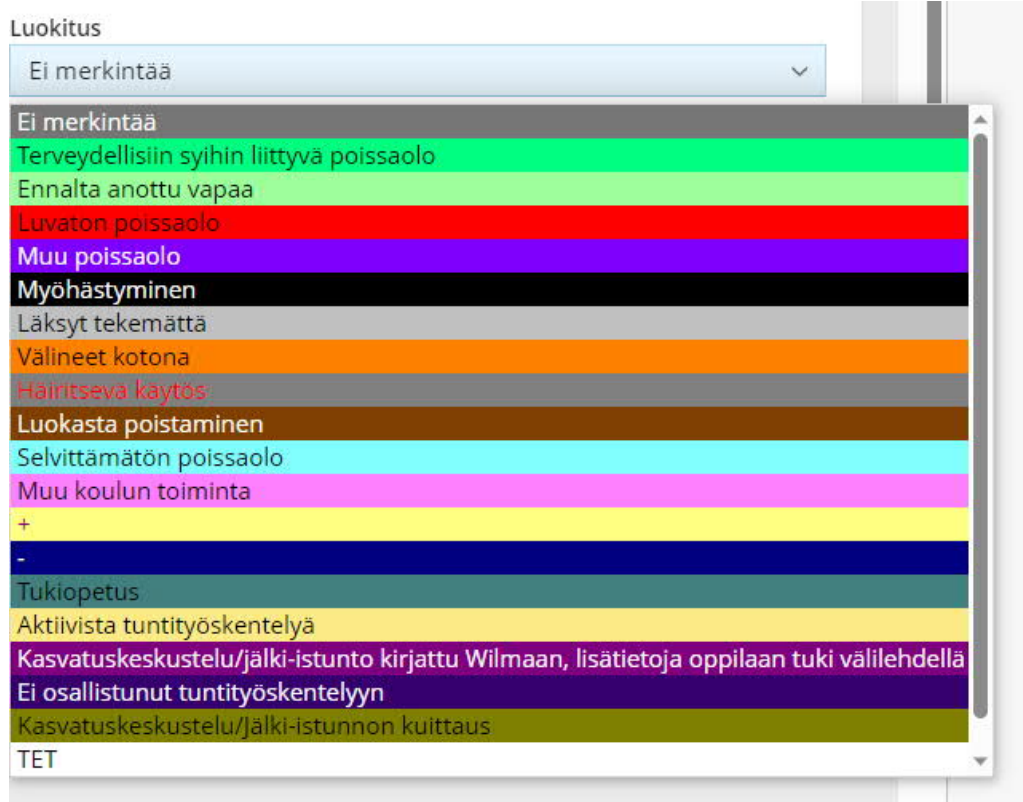 Luokitus
Ei merkintää
Ei merkintää
Terveydellisiin syihin liittyvä poissaolo
Ennalta anottu vapaa
Luvaton poissaolo
Muu poissaolo
Myöhästyminen
Läksyt tekemättä
Välineet kotona
Häiritsevä käytös
Luokasta poistaminen
Selvittämätön poissaolo
Muu koulun toiminta
+
-
Tukiopetus
Aktiivista tuntityöskentelyä
Kasvatuskeskustelu/jälki-istunto kirjattu Wilmaan, lisätietoja oppilaan tuki välilehdellä
Ei osallistunut tuntityöskentelyyn
Kasvatuskeskustelu/Jälki-istunnon kuittaus
TET